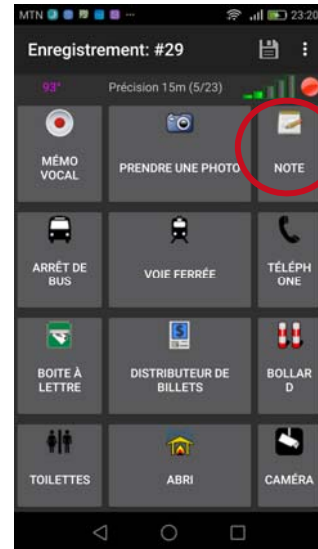 MTN ... 23:20
Enregistrement: #29
93° Précision 15m (5/23)
MÉMO
VOCAL
PRENDRE UNE PHOTO
NOTE
ARRÊT DE
BUS
VOIE FERRÉE
TÉLÉPH
ONE
BOITE À
LETTRE
DISTRIBUTEUR DE
BILLETS
BOLLAR
D
TOILETTES
ABRI
CAMÉRA